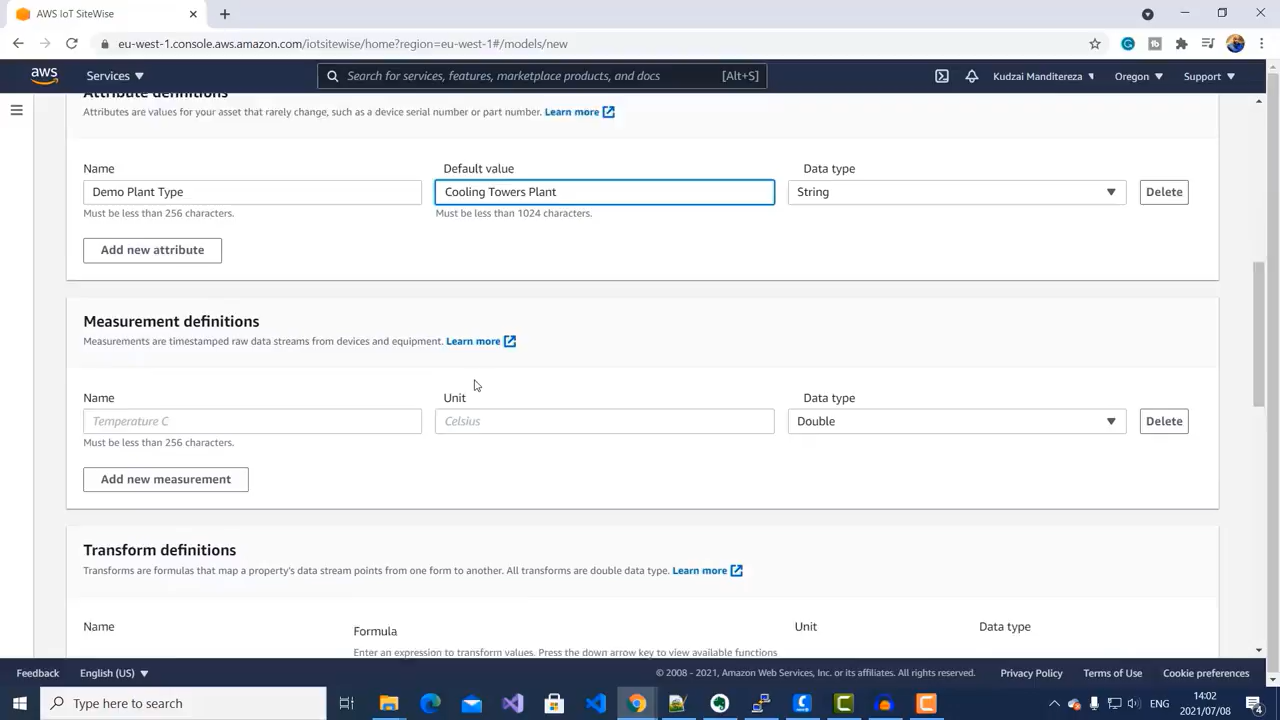 AWS IoT SiteWise
eu-west-1.console.aws.amazon.com/iotsitewise/home?region=eu-west-1#/models/new
aws Services Search for services, features, marketplace products, and docs [Alt+S] Kudzai Manditereza Oregon Support
Attribute definitions
Attributes are values for your asset that rarely change, such as a device serial number or part number. Learn more
Name Default value Data type
Demo Plant Type Cooling Towers Plant String Delete
Must be less than 256 characters. Must be less than 1024 characters.
Add new attribute
Measurement definitions
Measurements are timestamped raw data streams from devices and equipment. Learn more
Name Unit Data type
Temperature C Celsius Double Delete
Must be less than 256 characters.
Add new measurement
Transform definitions
Transforms are formulas that map a property's data stream points from one form to another. All transforms are double data type. Learn more
Name Formula Unit Data type
Enter an expression to transform values. Press the down arrow key to view available functions
Feedback English (US) © 2008 - 2021, Amazon Web Services, Inc. or its affiliates. All rights reserved. Privacy Policy Terms of Use Cookie preferences
Type here to search ENG 14:02
2021/07/08 4